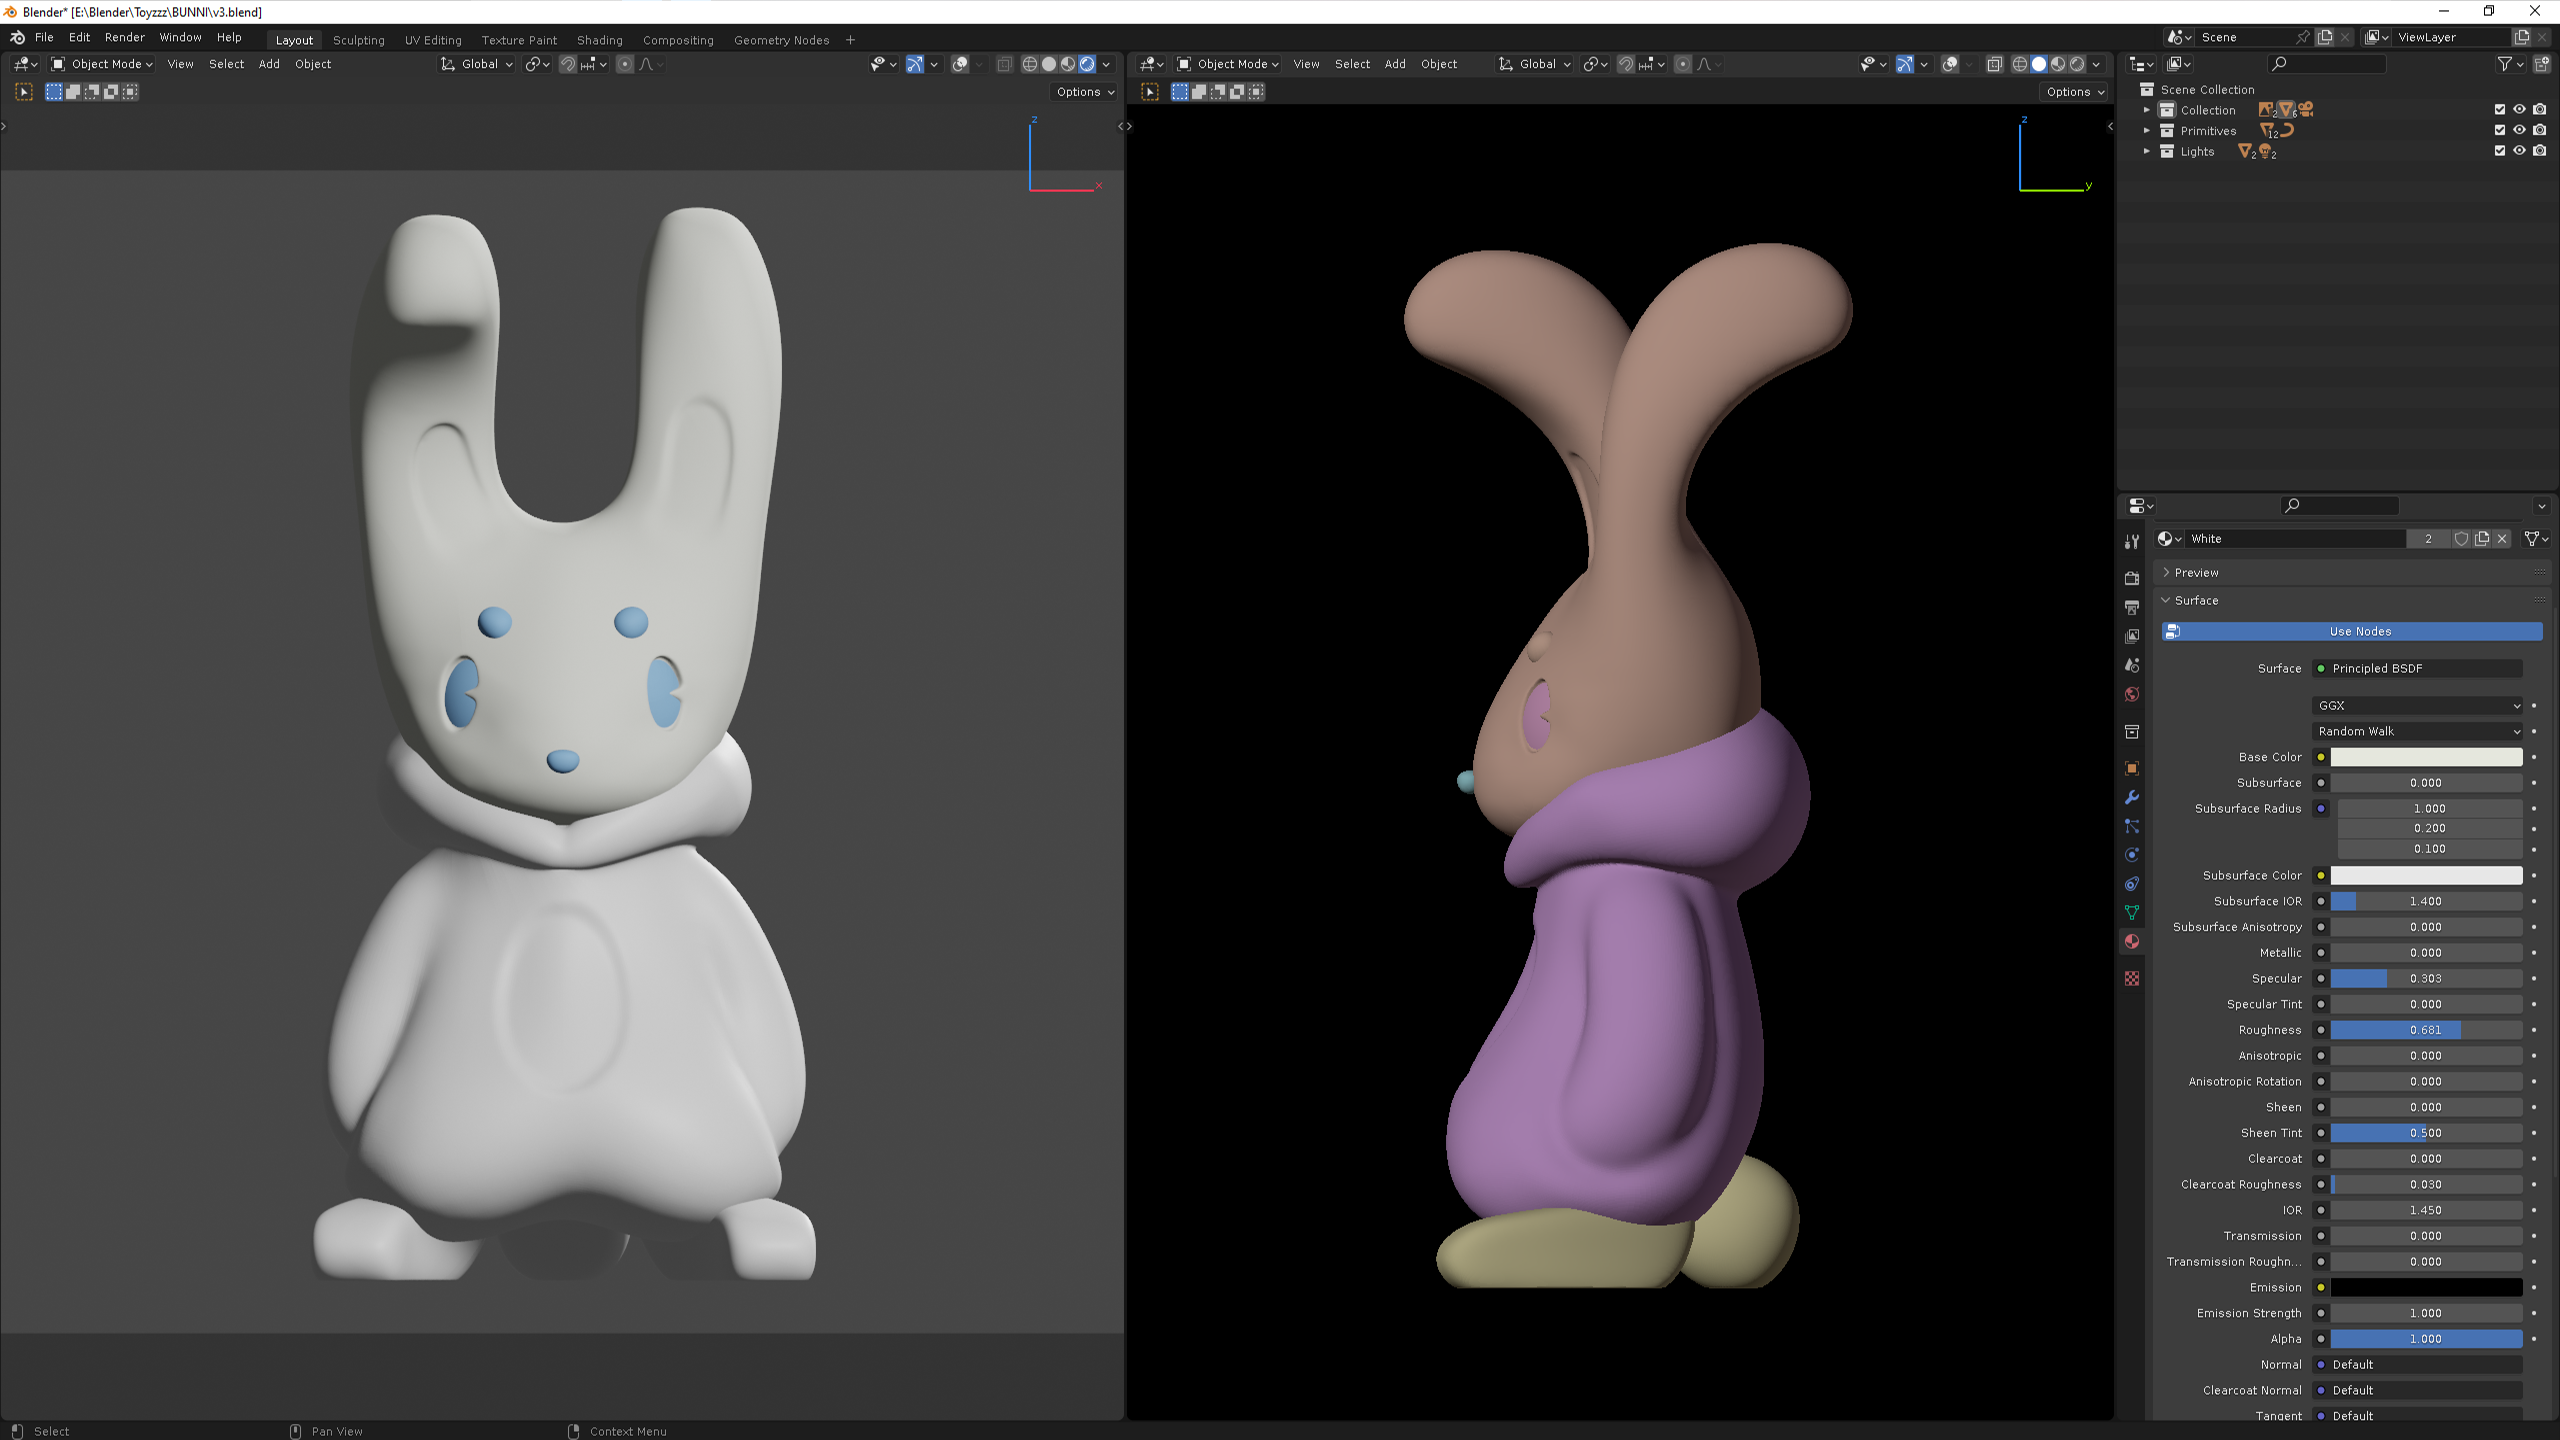 Blender* [E:\Blender\Toyzzz\BUNNI\v3.blend]
File Edit Render Window Help Layout Sculpting UV Editing Texture Paint Shading Compositing Geometry Nodes + Scene ViewLayer
Object Mode View Select Add Object Global
Object Mode View Select Add Object Global
Options
Options
z
x
z
y
Scene Collection
Collection 2 6
Primitives 12
Lights 2 2
White 2
Preview
Surface
Use Nodes
Surface Principled BSDF
GGX
Random Walk
Base Color
Subsurface 0.000
Subsurface Radius 1.000
0.200
0.100
Subsurface Color
Subsurface IOR 1.400
Subsurface Anisotropy 0.000
Metallic 0.000
Specular 0.303
Specular Tint 0.000
Roughness 0.681
Anisotropic 0.000
Anisotropic Rotation 0.000
Sheen 0.000
Sheen Tint 0.500
Clearcoat 0.000
Clearcoat Roughness 0.030
IOR 1.450
Transmission 0.000
Transmission Roughn... 0.000
Emission
Emission Strength 1.000
Alpha 1.000
Normal Default
Clearcoat Normal Default
Tangent Default
Select Pan View Context Menu